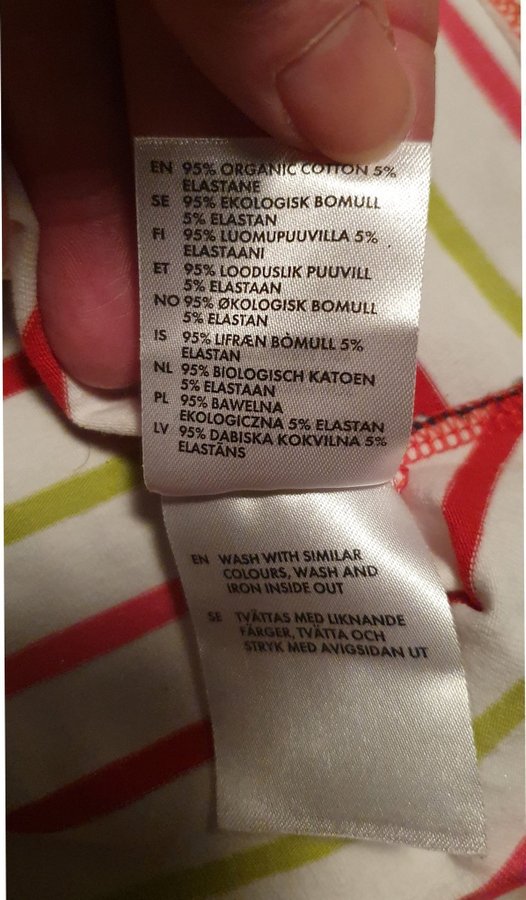 EN 95% ORGANIC COTTON 5%
ELASTANE
SE 95% EKOLOGISK BOMULL
5% ELASTAN
FI 95% LUOMUPUUVILLA 5%
ELASTAANI
ET 95% LOODUSLIK PUUVILL
5% ELASTAAN
NO 95% ØKOLOGISK BOMULL
5% ELASTAN
IS 95% LIFRÆN BÒMULL 5%
ELASTAN
NL 95% BIOLOGISCH KATOEN
5% ELASTAAN
PL 95% BAWELNA
EKOLOGICZNA 5% ELASTAN
LV 95% DABISKA KOKVILNA 5%
ELASTĀNS
EN WASH WITH SIMILAR
COLOURS, WASH AND
IRON INSIDE OUT
SE TVÄTTAS MED LIKNANDE
FÄRGER, TVÄTTA OCH
STRYK MED AVIGSIDAN UT